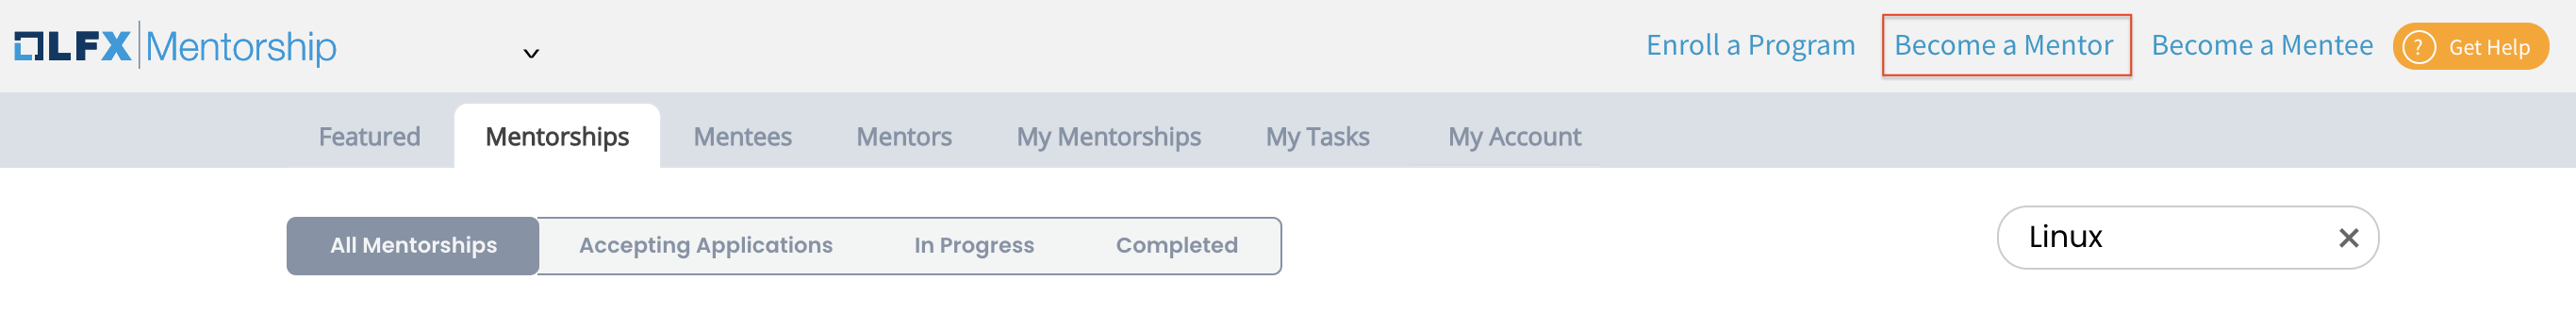 LFX Mentorship
Enroll a Program Become a Mentor Become a Mentee ? Get Help
Featured Mentorships Mentees Mentors My Mentorships My Tasks My Account
All Mentorships Accepting Applications In Progress Completed Linux